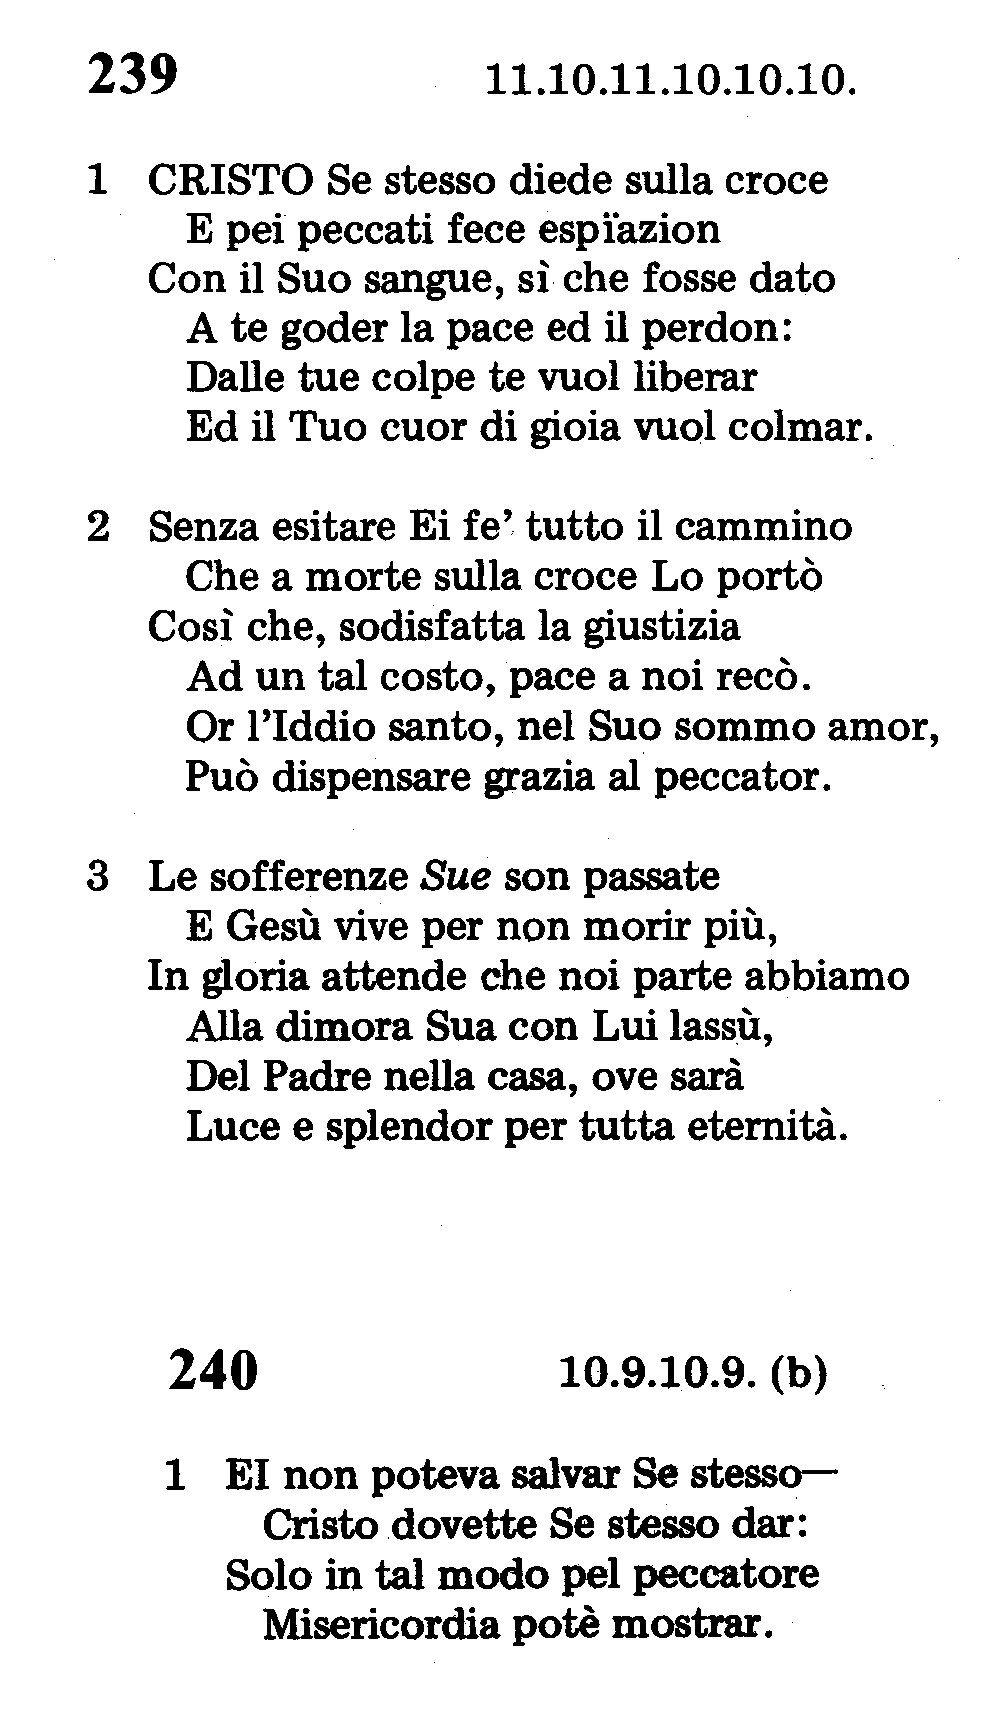 239 11.10.11.10.10.10.
1 CRISTO Se stesso diede sulla croce
E pei peccati fece espïazion
Con il Suo sangue, sì che fosse dato
A te goder la pace ed il perdon:
Dalle tue colpe te vuol liberar
Ed il Tuo cuor di gioia vuol colmar.
2 Senza esitare Ei fe’ tutto il cammino
Che a morte sulla croce Lo portò
Così che, sodisfatta la giustizia
Ad un tal costo, pace a noi recò.
Or l’Iddio santo, nel Suo sommo amor,
Può dispensare grazia al peccator.
3 Le sofferenze Sue son passate
E Gesù vive per non morir più,
In gloria attende che noi parte abbiamo
Alla dimora Sua con Lui lassù,
Del Padre nella casa, ove sarà
Luce e splendor per tutta eternità.
240 10.9.10.9. (b)
1 EI non poteva salvar Se stesso—
Cristo dovette Se stesso dar:
Solo in tal modo pel peccatore
Misericordia potè mostrar.